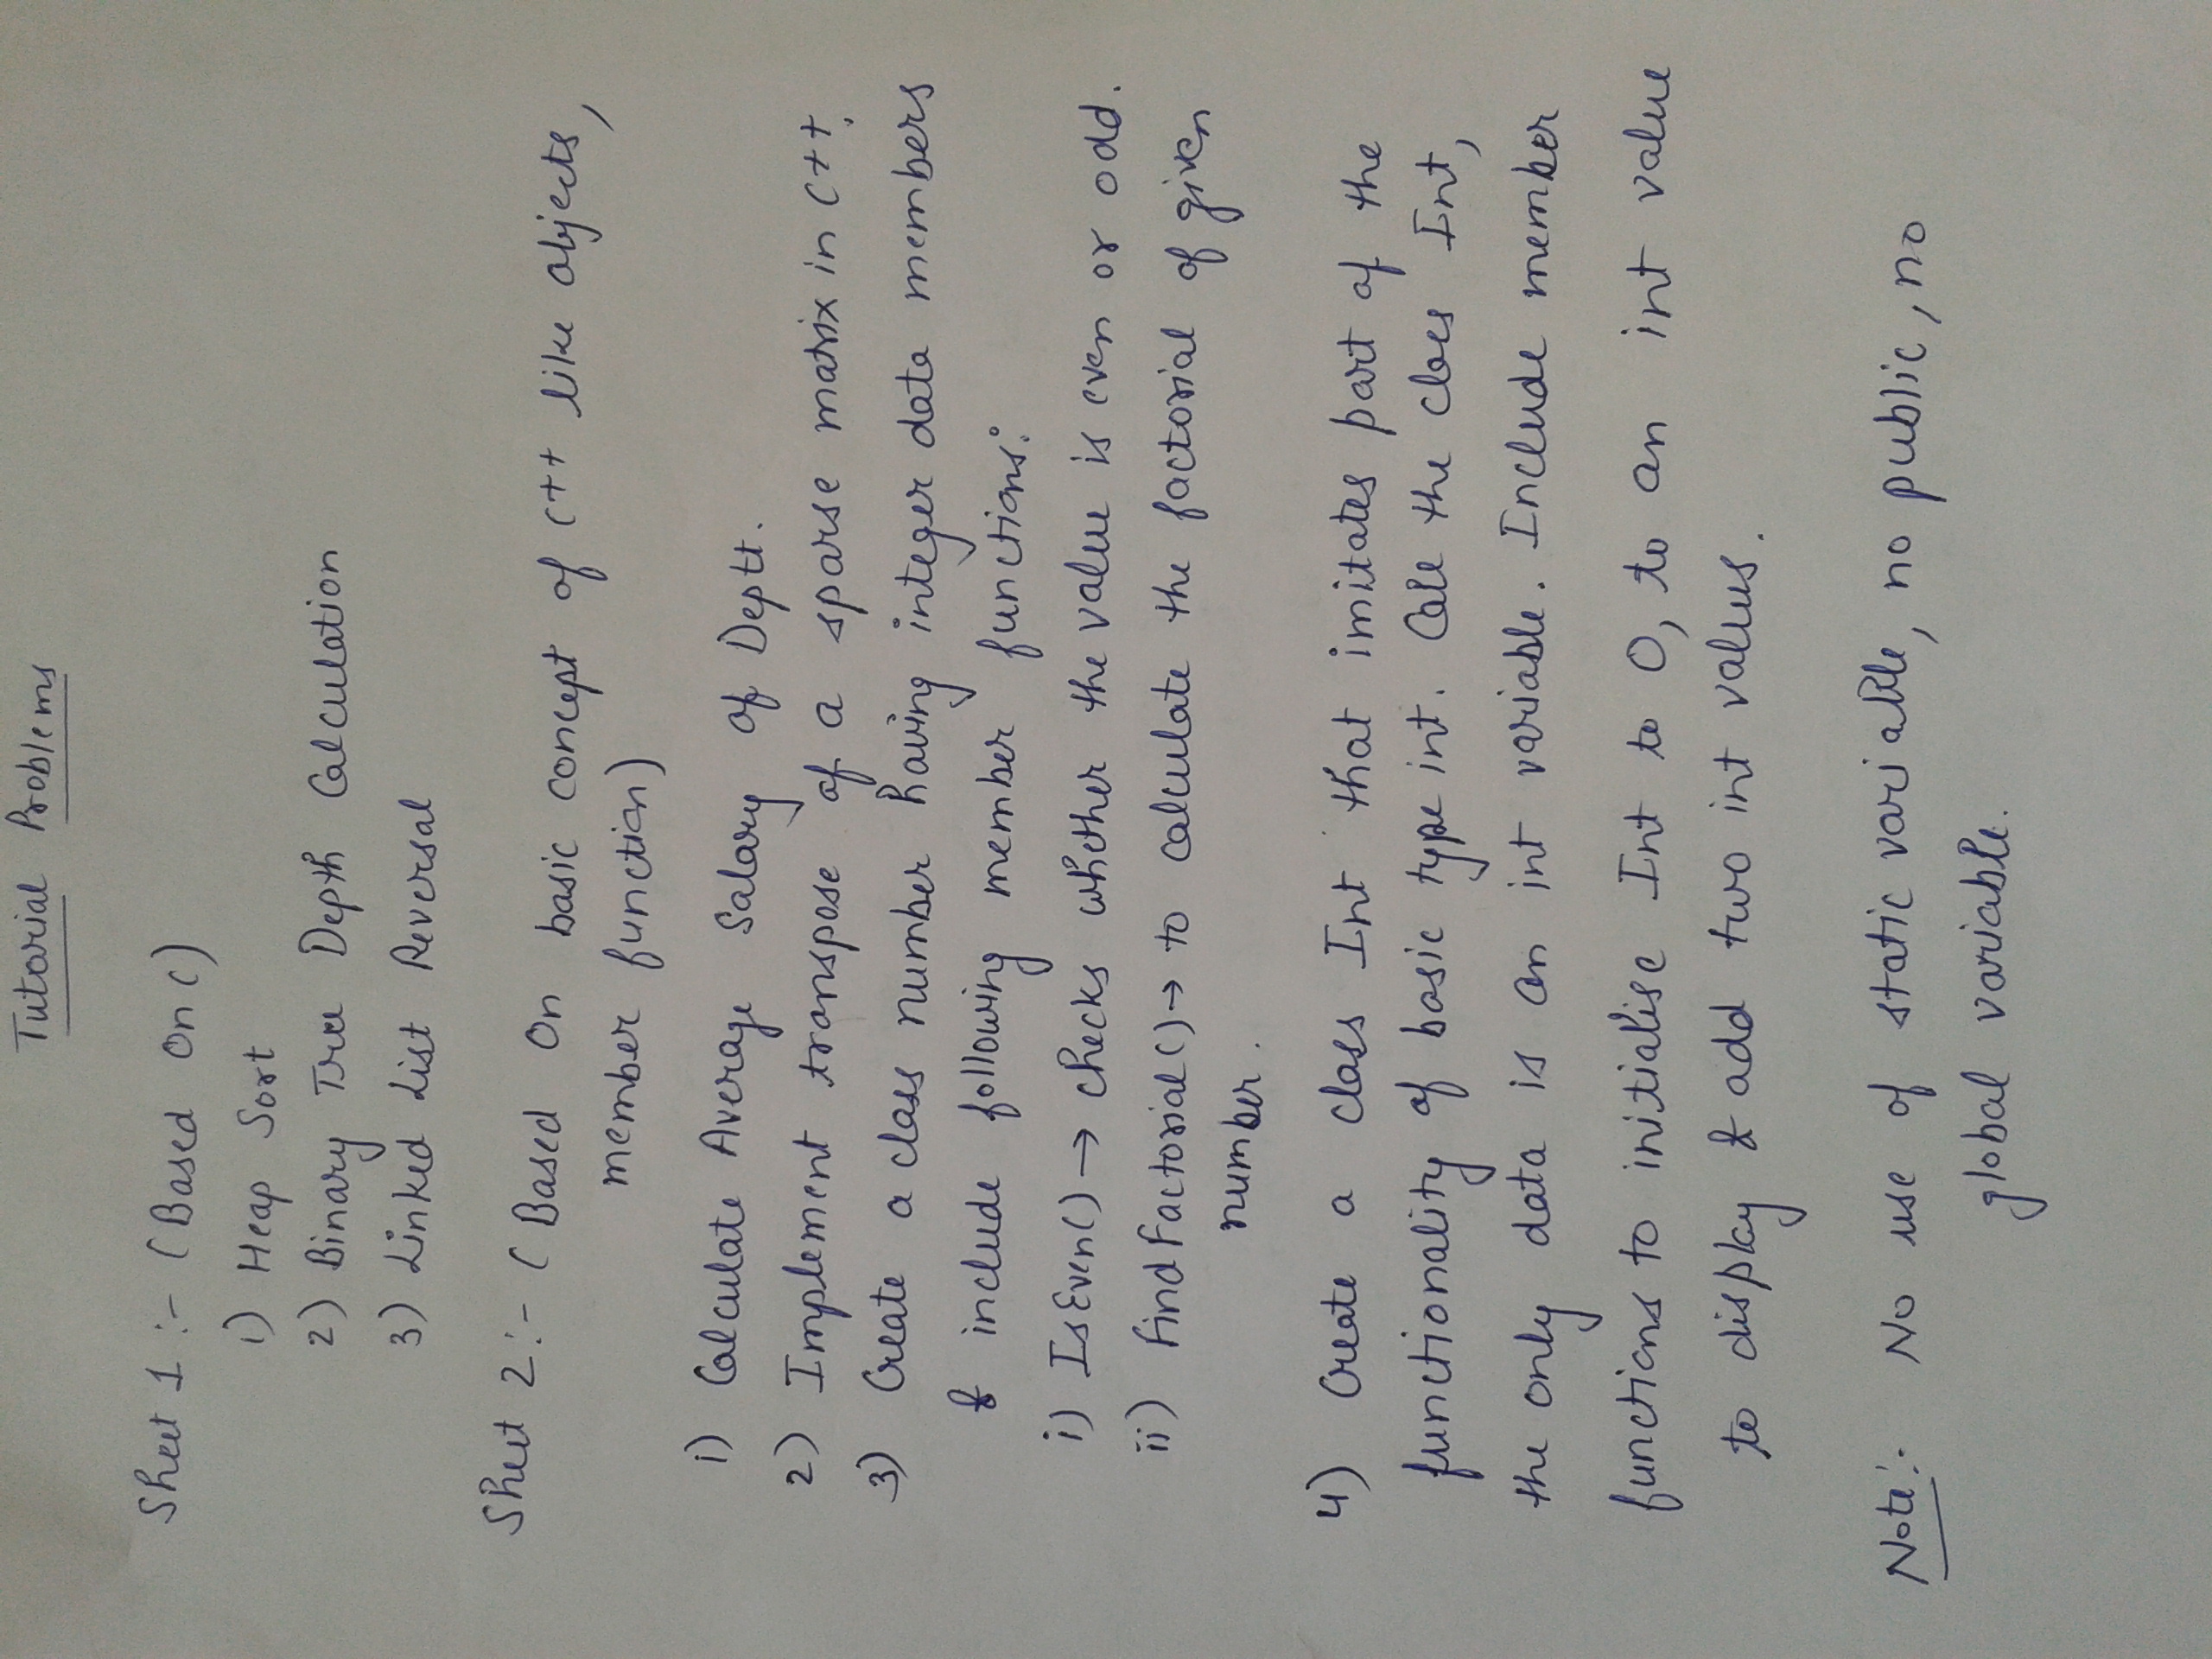 Tutorial Problems
Sheet 1 :- (Based on C)
1) Heap Sort
2) Binary Tree Depth Calculation
3) Linked List Reversal
Sheet 2 :- (Based on basic concept of C++ like objects,
member function)
1) Calculate Average Salary of Deptt.
2) Implement transpose of a sparse matrix in C++.
3) Create a class number having integer data members
& include following member functions:
i) IsEven() → checks whether the value is even or odd.
ii) findfactorial() → to calculate the factorial of given
number.
4) Create a class Int that imitates part of the
functionality of basic type int. Call the class Int,
the only data is an int variable. Include member
functions to initialise Int to 0, to an int value
to display & add two int values.
Note:- No use of static variable, no public, no
global variable.